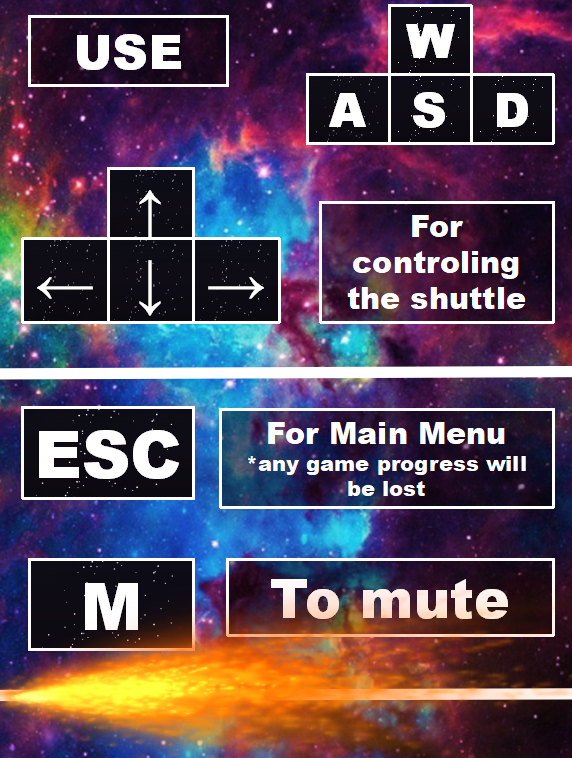 USE
W
A S D
↑
← ↓ →
For
controling
the shuttle
ESC
For Main Menu
*any game progress will
be lost
M
To mute